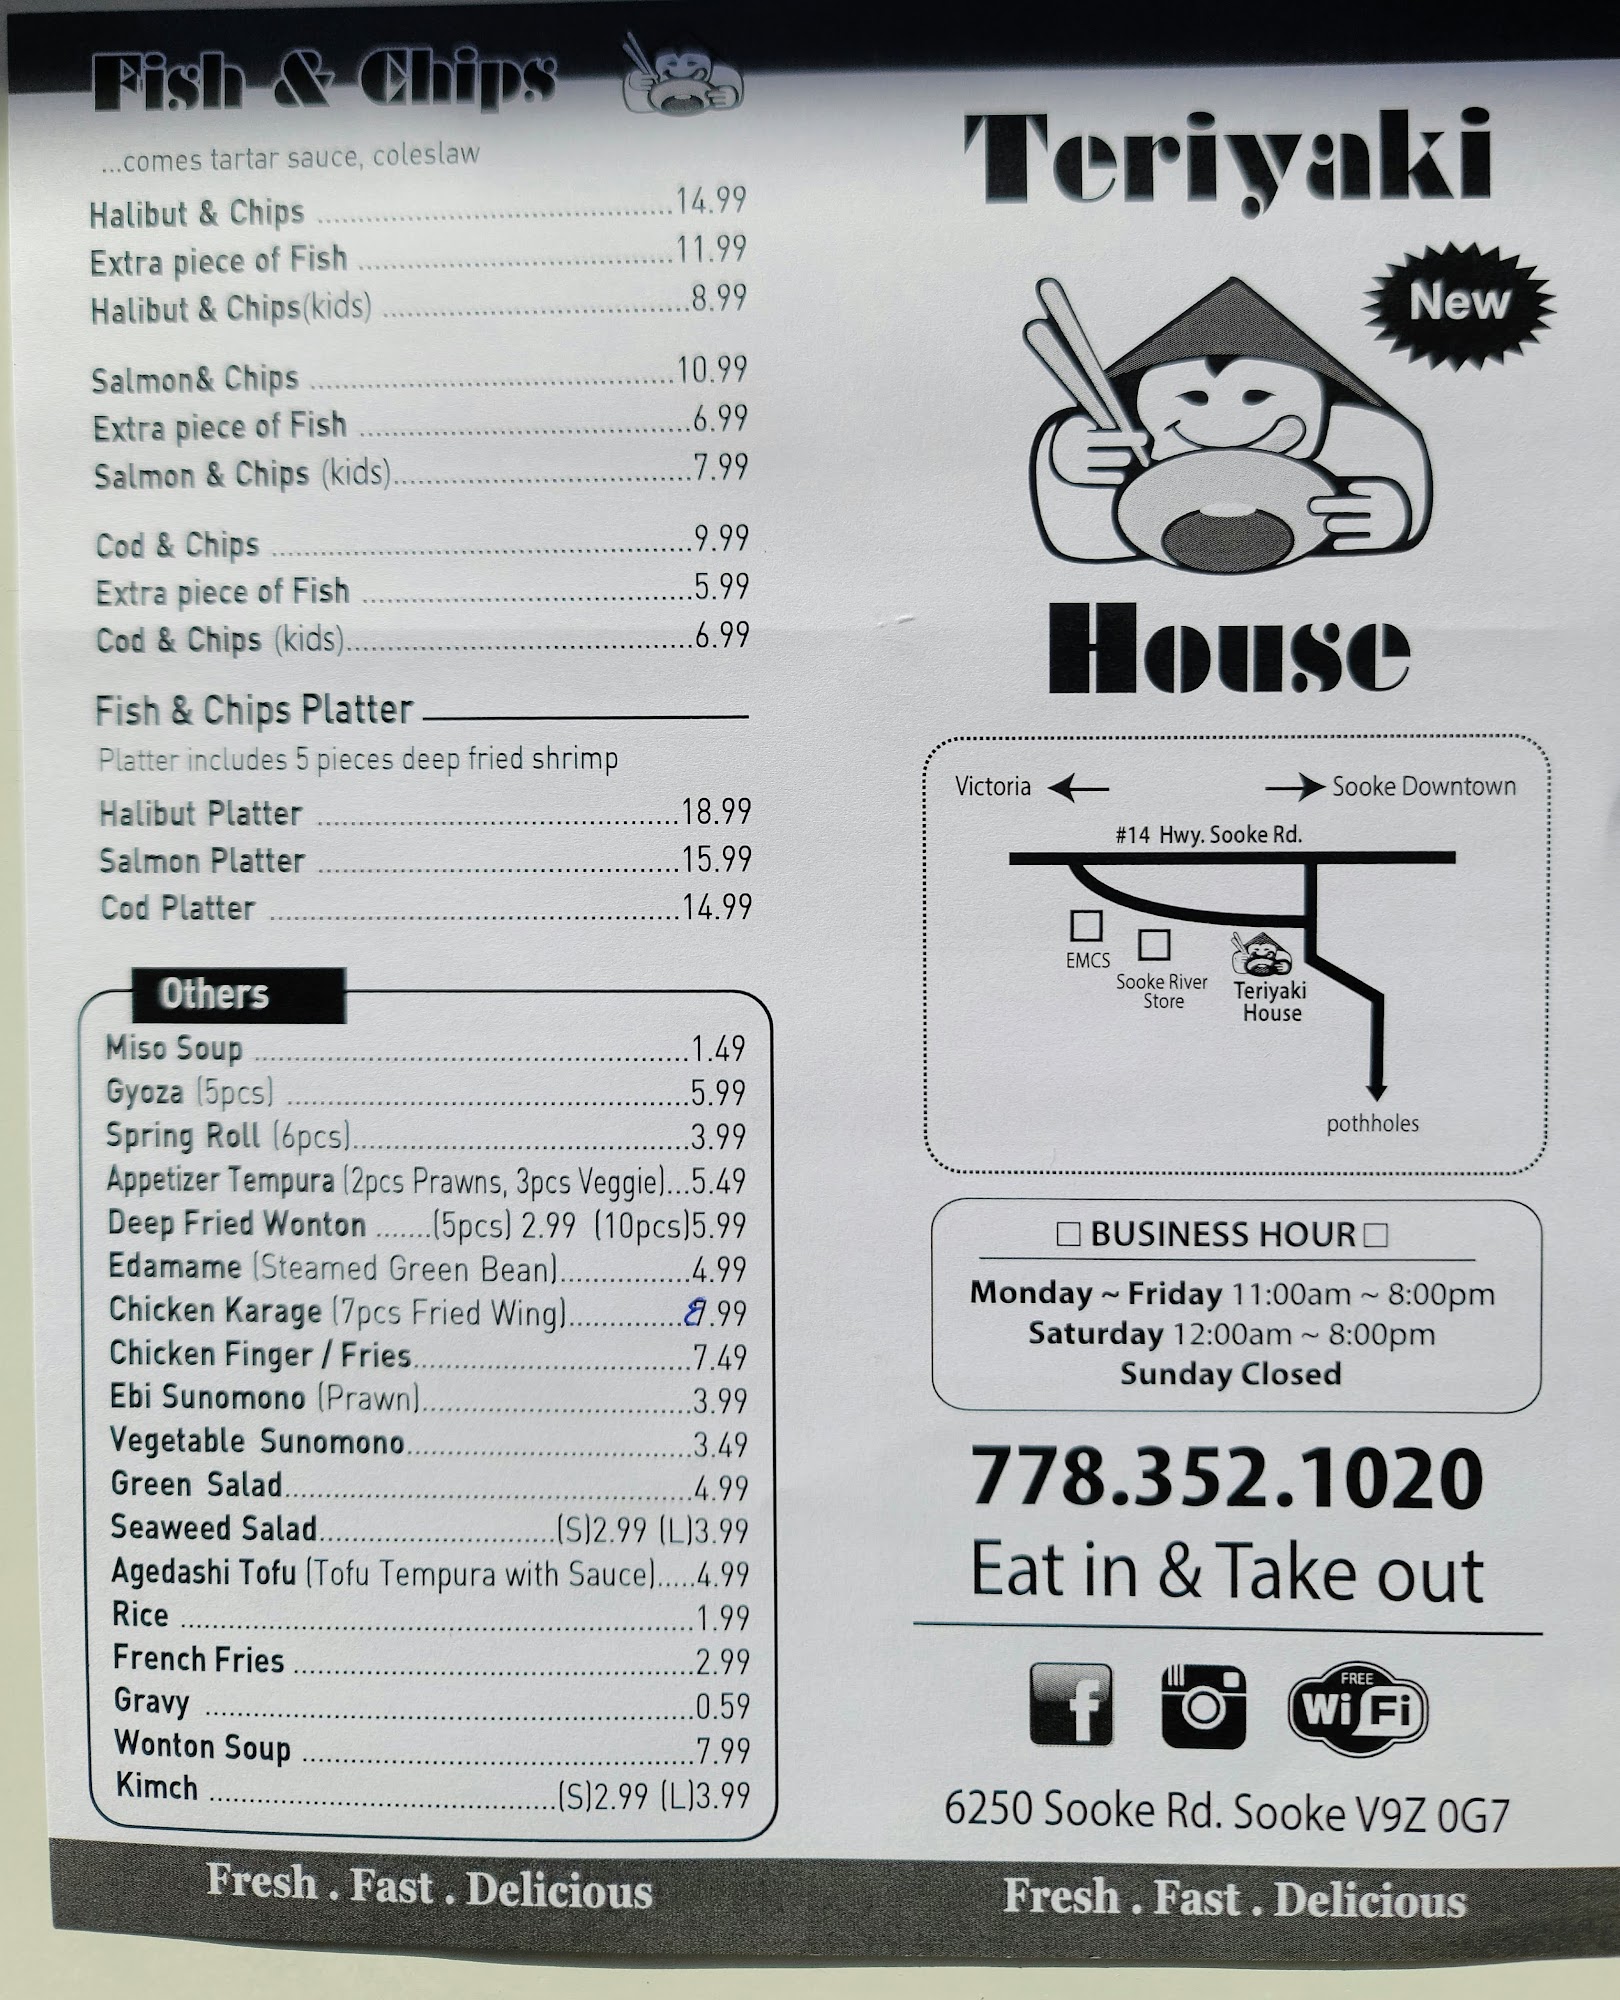 Fish & Chips
...comes tartar sauce, coleslaw
Halibut & Chips ........................................14.99
Extra piece of Fish ....................................11.99
Halibut & Chips(kids) ...................................8.99
Salmon& Chips .........................................10.99
Extra piece of Fish ......................................6.99
Salmon & Chips (kids)..................................7.99
Cod & Chips ...............................................9.99
Extra piece of Fish ......................................5.99
Cod & Chips (kids).......................................6.99
Fish & Chips Platter
Platter includes 5 pieces deep fried shrimp
Halibut Platter .........................................18.99
Salmon Platter .........................................15.99
Cod Platter ..............................................14.99
Others
Miso Soup .................................................1.49
Gyoza (5pcs) ..............................................5.99
Spring Roll (6pcs)......................................3.99
Appetizer Tempura (2pcs Prawns, 3pcs Veggie)...5.49
Deep Fried Wonton .......(5pcs) 2.99 (10pcs)5.99
Edamame (Steamed Green Bean)...............4.99
Chicken Karage (7pcs Fried Wing).............8.99
Chicken Finger / Fries................................7.49
Ebi Sunomono (Prawn)...............................3.99
Vegetable Sunomono.................................3.49
Green Salad...............................................4.99
Seaweed Salad...........................(S)2.99 (L)3.99
Agedashi Tofu (Tofu Tempura with Sauce).....4.99
Rice ..........................................................1.99
French Fries ..............................................2.99
Gravy ........................................................0.59
Wonton Soup .............................................7.99
Kimch .......................................(S)2.99 (L)3.99
Fresh . Fast . Delicious
Teriyaki
New
House
Victoria
Sooke Downtown
#14 Hwy. Sooke Rd.
EMCS
Sooke River
Store
Teriyaki
House
pothholes
□ BUSINESS HOUR □
Monday ~ Friday 11:00am ~ 8:00pm
Saturday 12:00am ~ 8:00pm
Sunday Closed
778.352.1020
Eat in & Take out
f
FREE
Wi Fi
6250 Sooke Rd. Sooke V9Z 0G7
Fresh . Fast . Delicious